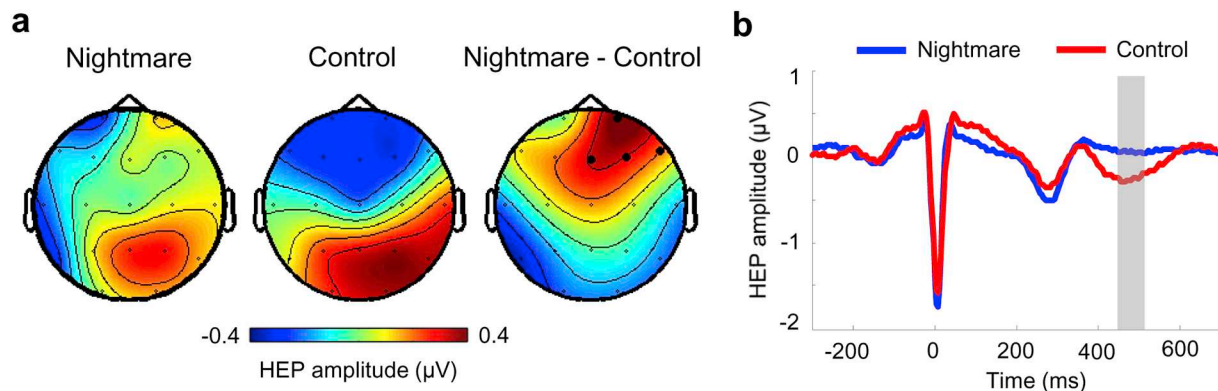 a
Nightmare Control Nightmare - Control
-0.4 0.4
HEP amplitude (µV)
b
Nightmare Control
HEP amplitude (µV)
1
0
-1
-2
-200 0 200 400 600
Time (ms)